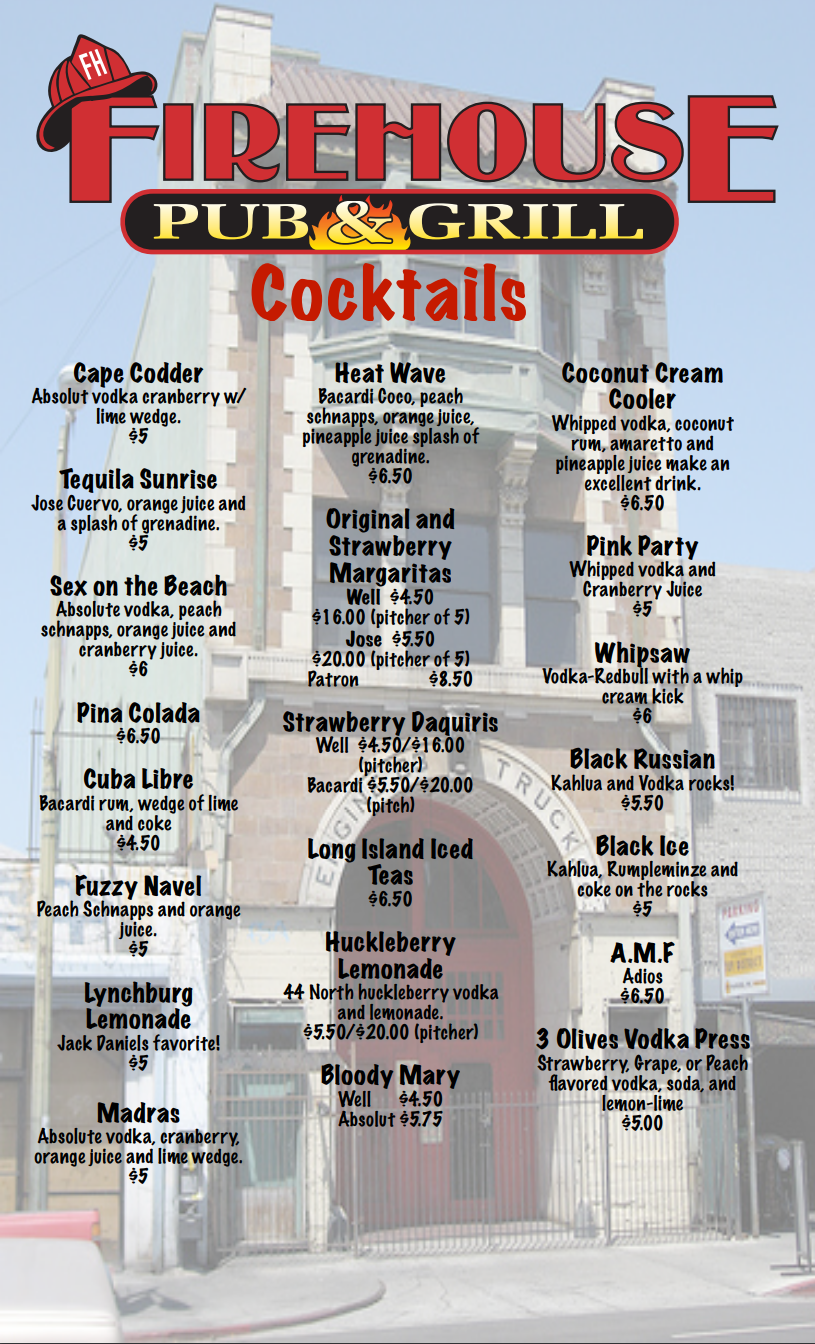 FH
FIREHOUSE
PUB & GRILL
Cocktails
Cape Codder
Absolut vodka cranberry w/
lime wedge.
$5
Tequila Sunrise
Jose Cuervo, orange juice and
a splash of grenadine.
$5
Sex on the Beach
Absolute vodka, peach
schnapps, orange juice and
cranberry juice.
$6
Pina Colada
$6.50
Cuba Libre
Bacardi rum, wedge of lime
and coke
$4.50
Fuzzy Navel
Peach Schnapps and orange
juice.
$5
Lynchburg
Lemonade
Jack Daniels favorite!
$5
Madras
Absolute vodka, cranberry,
orange juice and lime wedge.
$5
Heat Wave
Bacardi Coco, peach
schnapps, orange juice,
pineapple juice splash of
grenadine.
$6.50
Original and
Strawberry
Margaritas
Well $4.50
$16.00 (pitcher of 5)
Jose $5.50
$20.00 (pitcher of 5)
Patron $8.50
Strawberry Daquiris
Well $4.50/$16.00
(pitcher)
Bacardi $5.50/$20.00
(pitch)
Long Island Iced
Teas
$6.50
Huckleberry
Lemonade
44 North huckleberry vodka
and lemonade.
$5.50/$20.00 (pitcher)
Bloody Mary
Well $4.50
Absolut $5.75
Coconut Cream
Cooler
Whipped vodka, coconut
rum, amaretto and
pineapple juice make an
excellent drink.
$6.50
Pink Party
Whipped vodka and
Cranberry Juice
$5
Whipsaw
Vodka-Redbull with a whip
cream kick
$6
Black Russian
Kahlua and Vodka rocks!
$5.50
Black Ice
Kahlua, Rumpleminze and
coke on the rocks
$5
A.M.F
Adios
$6.50
3 Olives Vodka Press
Strawberry, Grape, or Peach
flavored vodka, soda, and
lemon-lime
$5.00
TRUCK
PARKING